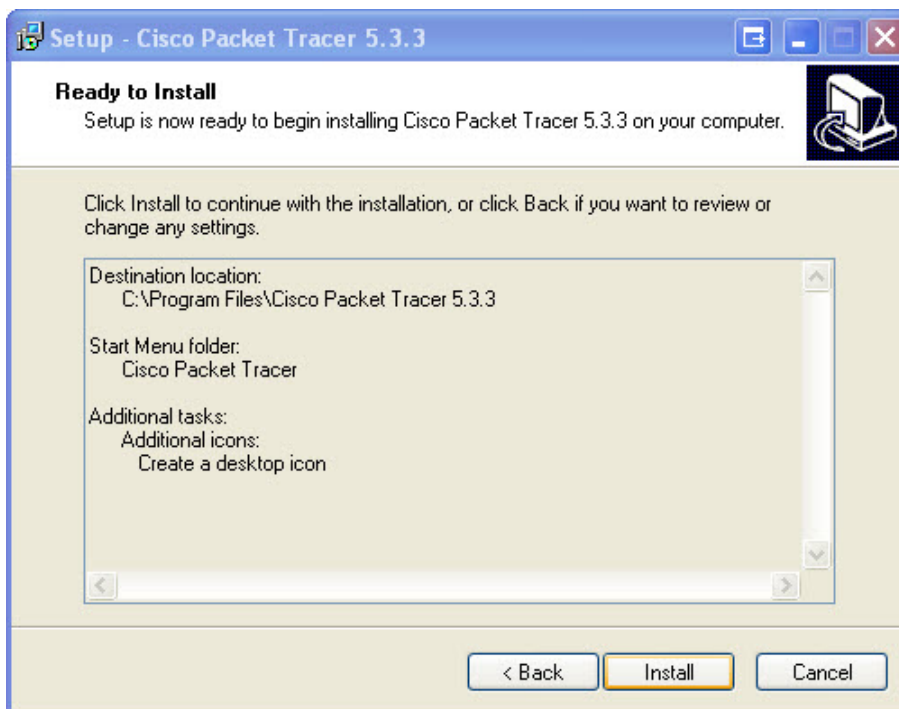 Setup - Cisco Packet Tracer 5.3.3
Ready to Install
Setup is now ready to begin installing Cisco Packet Tracer 5.3.3 on your computer.
Click Install to continue with the installation, or click Back if you want to review or
change any settings.
Destination location:
C:\Program Files\Cisco Packet Tracer 5.3.3
Start Menu folder:
Cisco Packet Tracer
Additional tasks:
Additional icons:
Create a desktop icon
< Back
Install
Cancel